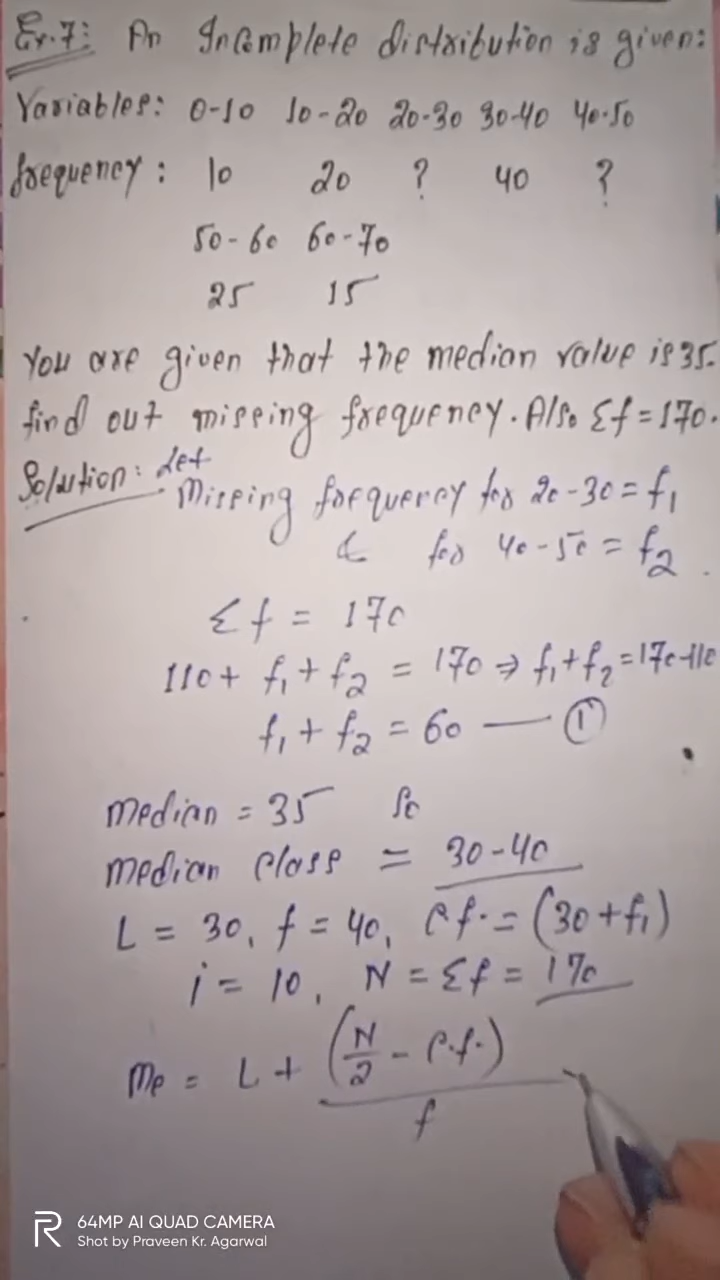 Ex.7: An Incomplete distribution is given:
Variables: 0-10 10-20 20-30 30-40 40-50
frequency: 10 20 ? 40 ?
50-60 60-70
25 15
You are given that the median value is 35.
find out missing frequency. Also Σf = 170.
Solution: Let
Missing frequency for 20-30 = f₁
& for 40-50 = f₂
Σf = 170
110 + f₁ + f₂ = 170 ⇒ f₁ + f₂ = 170-110
f₁ + f₂ = 60 — ①
Median = 35 So
Median Class = 30-40
L = 30, f = 40, C.f. = (30 + f₁)
i = 10, N = Σf = 170
Me = L + (N/2 - C.f.)
f
64MP AI QUAD CAMERA
Shot by Praveen Kr. Agarwal